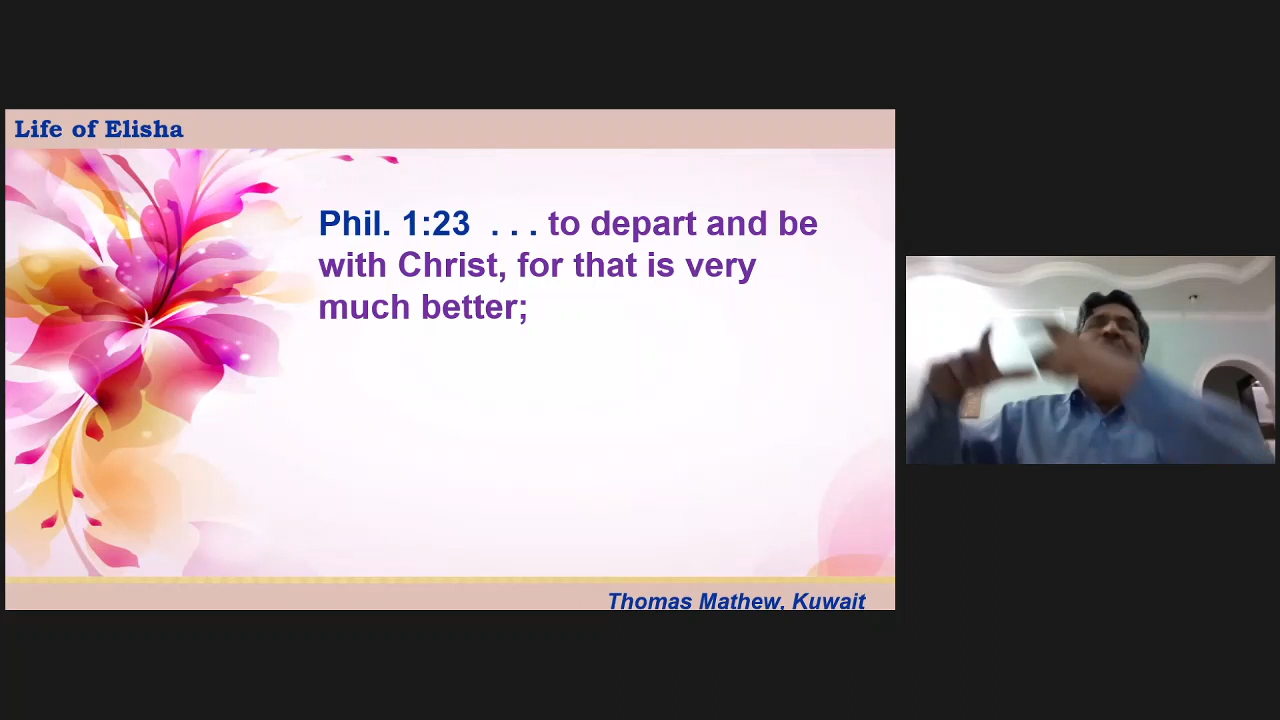 Life of Elisha
Phil. 1:23 . . . to depart and be
with Christ, for that is very
much better;
Thomas Mathew, Kuwait